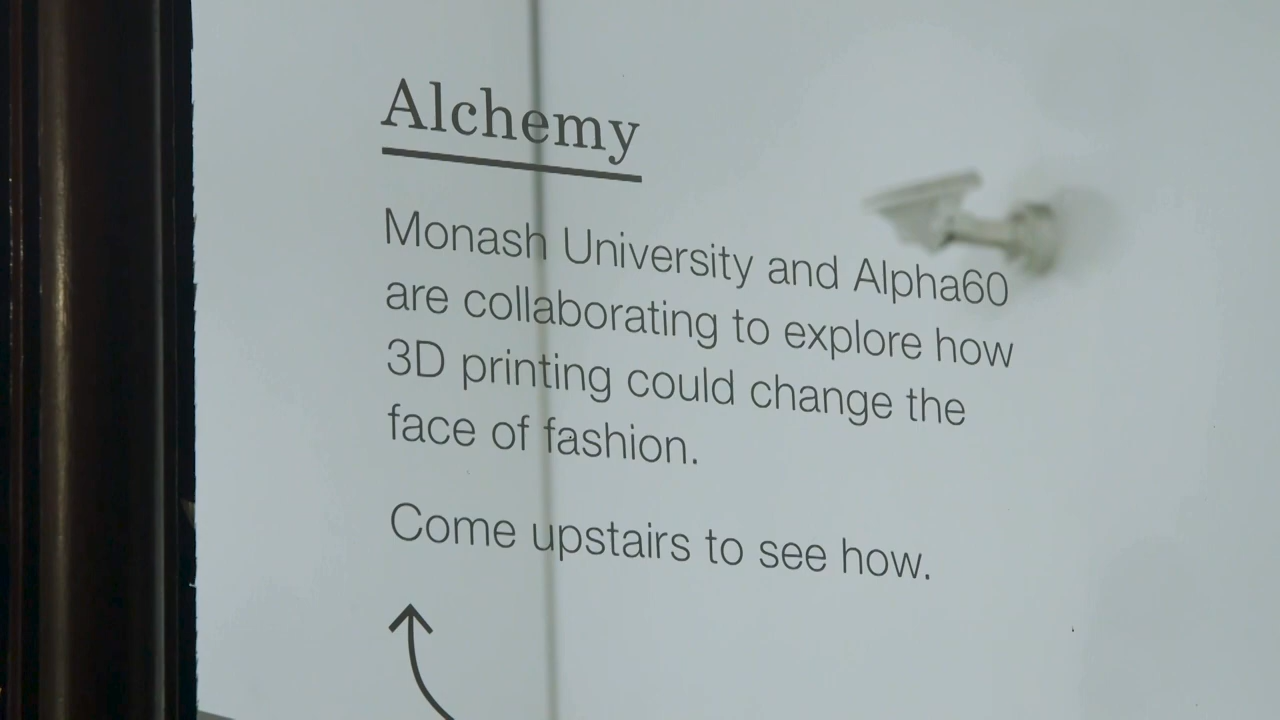 Alchemy
Monash University and Alpha60
are collaborating to explore how
3D printing could change the
face of fashion.
Come upstairs to see how.